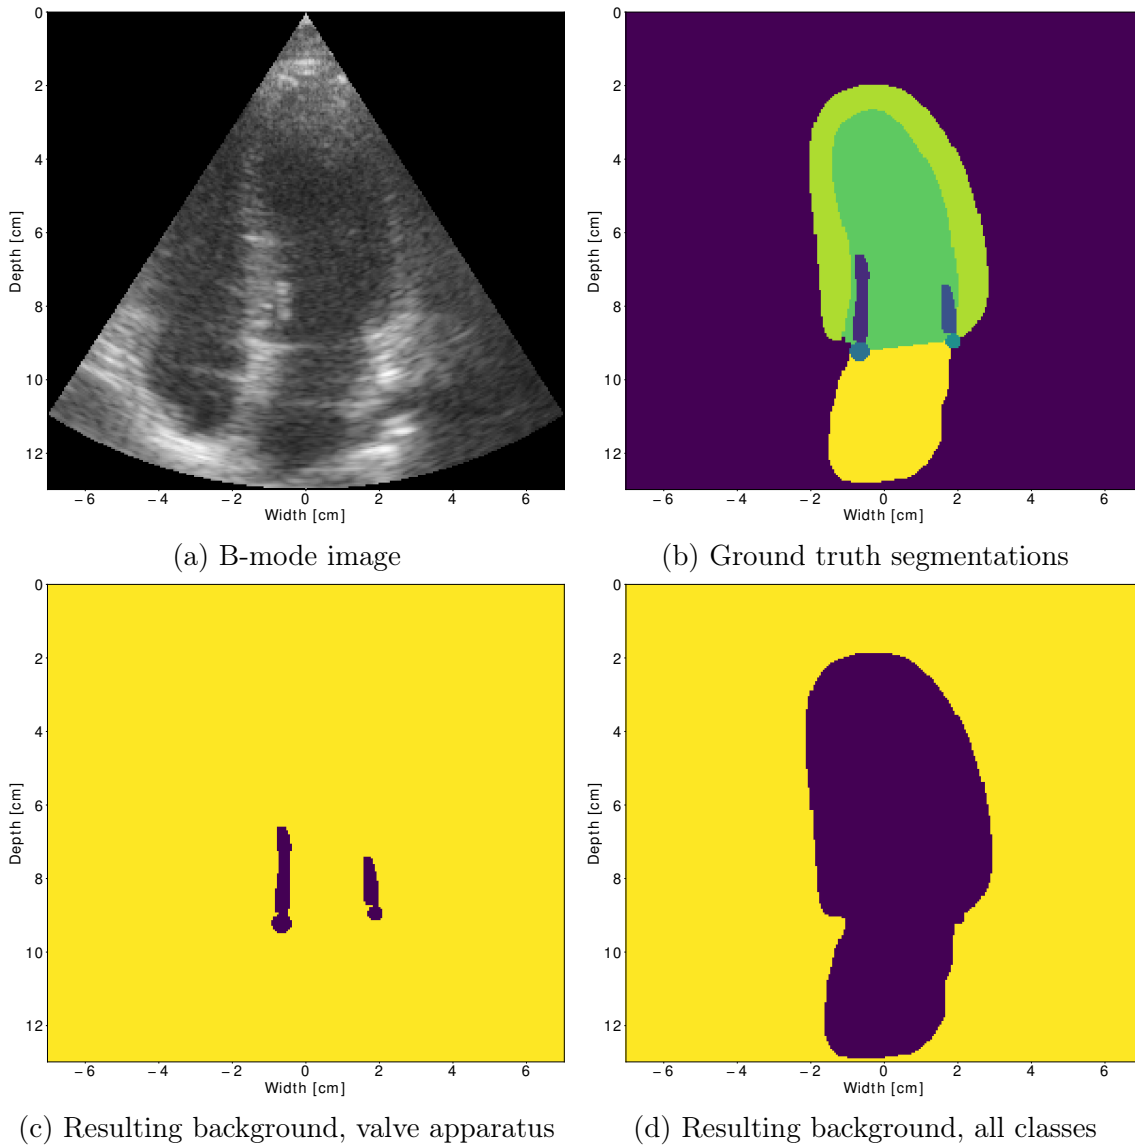 0
2
4
6
8
10
12
Depth [cm]
−6 −4 −2 0 2 4 6
Width [cm]
(a) B-mode image
0
2
4
6
8
10
12
Depth [cm]
−6 −4 −2 0 2 4 6
Width [cm]
(b) Ground truth segmentations
0
2
4
6
8
10
12
Depth [cm]
−6 −4 −2 0 2 4 6
Width [cm]
(c) Resulting background, valve apparatus
0
2
4
6
8
10
12
Depth [cm]
−6 −4 −2 0 2 4 6
Width [cm]
(d) Resulting background, all classes